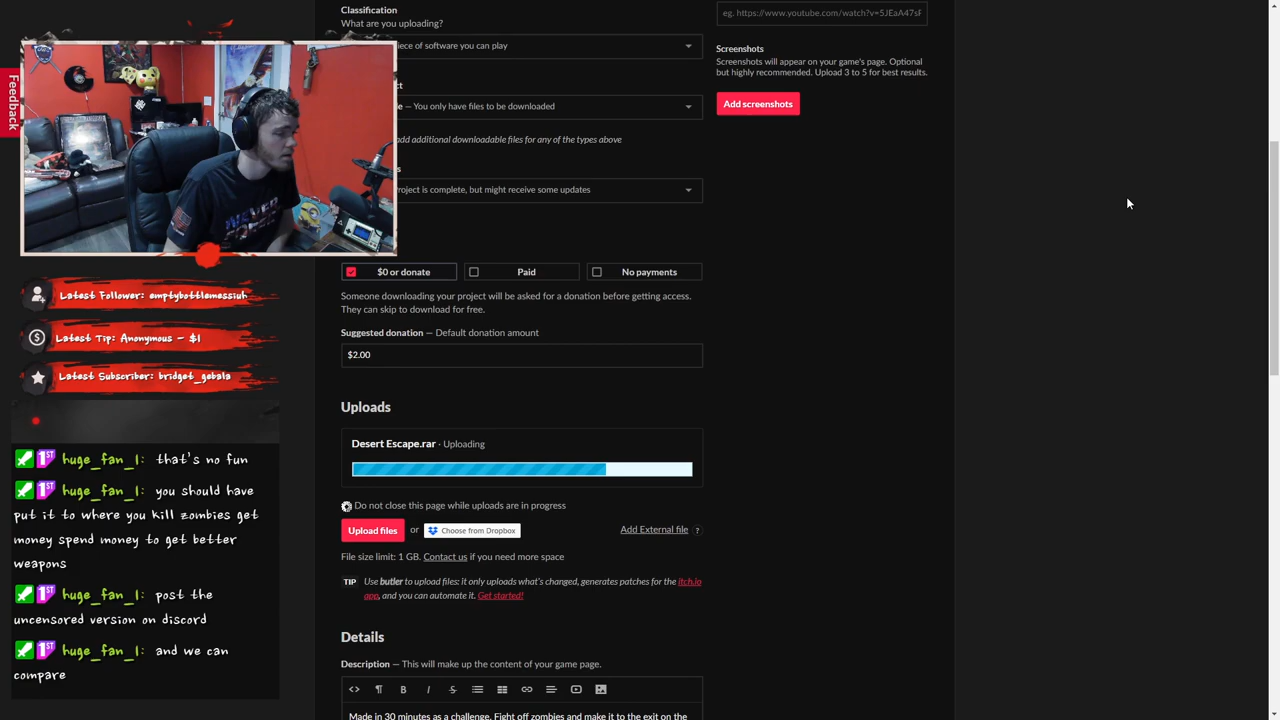 Classification
What are you uploading?
iece of software you can play
ct
e — You only have files to be downloaded
add additional downloadable files for any of the types above
s
roject is complete, but might receive some updates
$0 or donate
Paid
No payments
Someone downloading your project will be asked for a donation before getting access.
They can skip to download for free.
Suggested donation — Default donation amount
$2.00
Uploads
Desert Escape.rar · Uploading
Do not close this page while uploads are in progress
Upload files or Choose from Dropbox
Add External file ?
File size limit: 1 GB. Contact us if you need more space
TIP Use butler to upload files: it only uploads what's changed, generates patches for the itch.io
app, and you can automate it. Get started!
Details
Description — This will make up the content of your game page.
Made in 30 minutes as a challenge. Fight off zombies and make it to the exit on the
eg. https://www.youtube.com/watch?v=5JEaA47sF
Screenshots
Screenshots will appear on your game's page. Optional
but highly recommended. Upload 3 to 5 for best results.
Add screenshots
Feedback
Latest Follower: emptybottlemessiuh
Latest Tip: Anonymous - $1
Latest Subscriber: bridget_gebala
1ST huge_fan_1: that's no fun
1ST huge_fan_1: you should have
put it to where you kill zombies get
money spend money to get better
weapons
1ST huge_fan_1: post the
uncensored version on discord
1ST huge_fan_1: and we can
compare